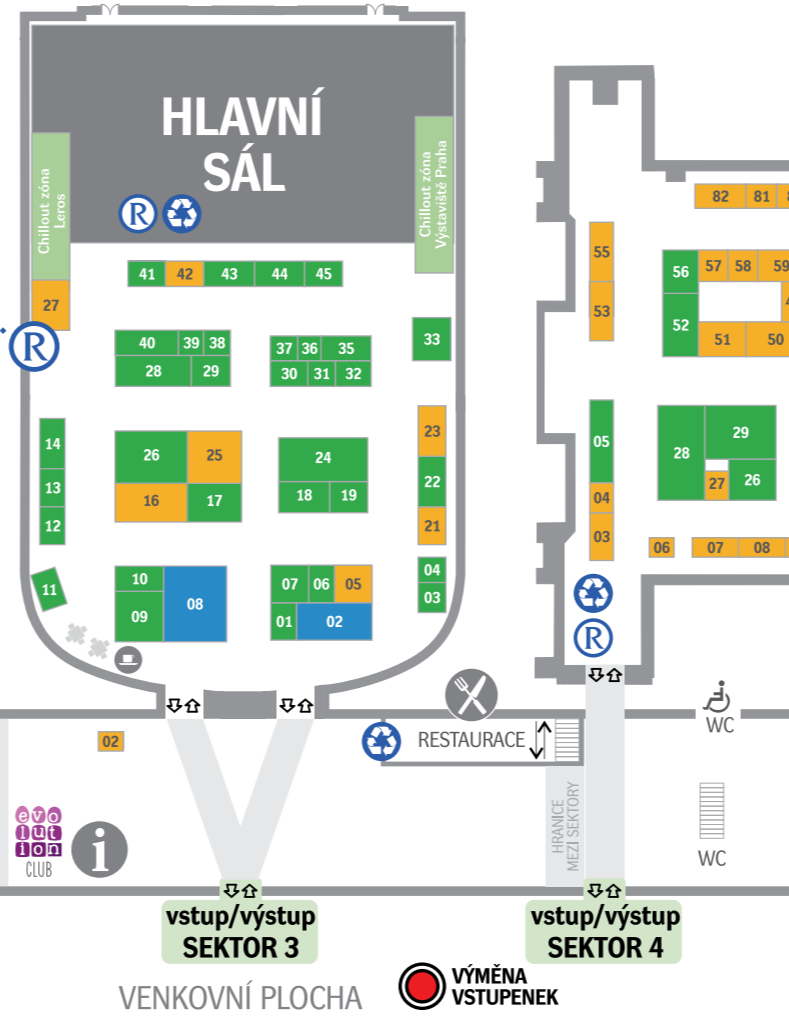 HLAVNÍ
SÁL
Chillout zóna
Leros
Chillout zóna
Výstaviště Praha
R
41 42 43 44 45
27
R
40 39 38
28 29
37 36 35
30 31 32
33
14
13
12
11
26 25
16 17
24
18 19
23
22
21
10
09 08
07 06 05
01 02
04
03
82 81
55
53
56 57 58 59
52
51 50
05
04
03
28 29
27 26
06 07 08
R
02
RESTAURACE
WC
HRANICE
MEZI SEKTORY
WC
evo
lut
ion
CLUB
i
vstup/výstup
SEKTOR 3
vstup/výstup
SEKTOR 4
VENKOVNÍ PLOCHA
VÝMĚNA
VSTUPENEK